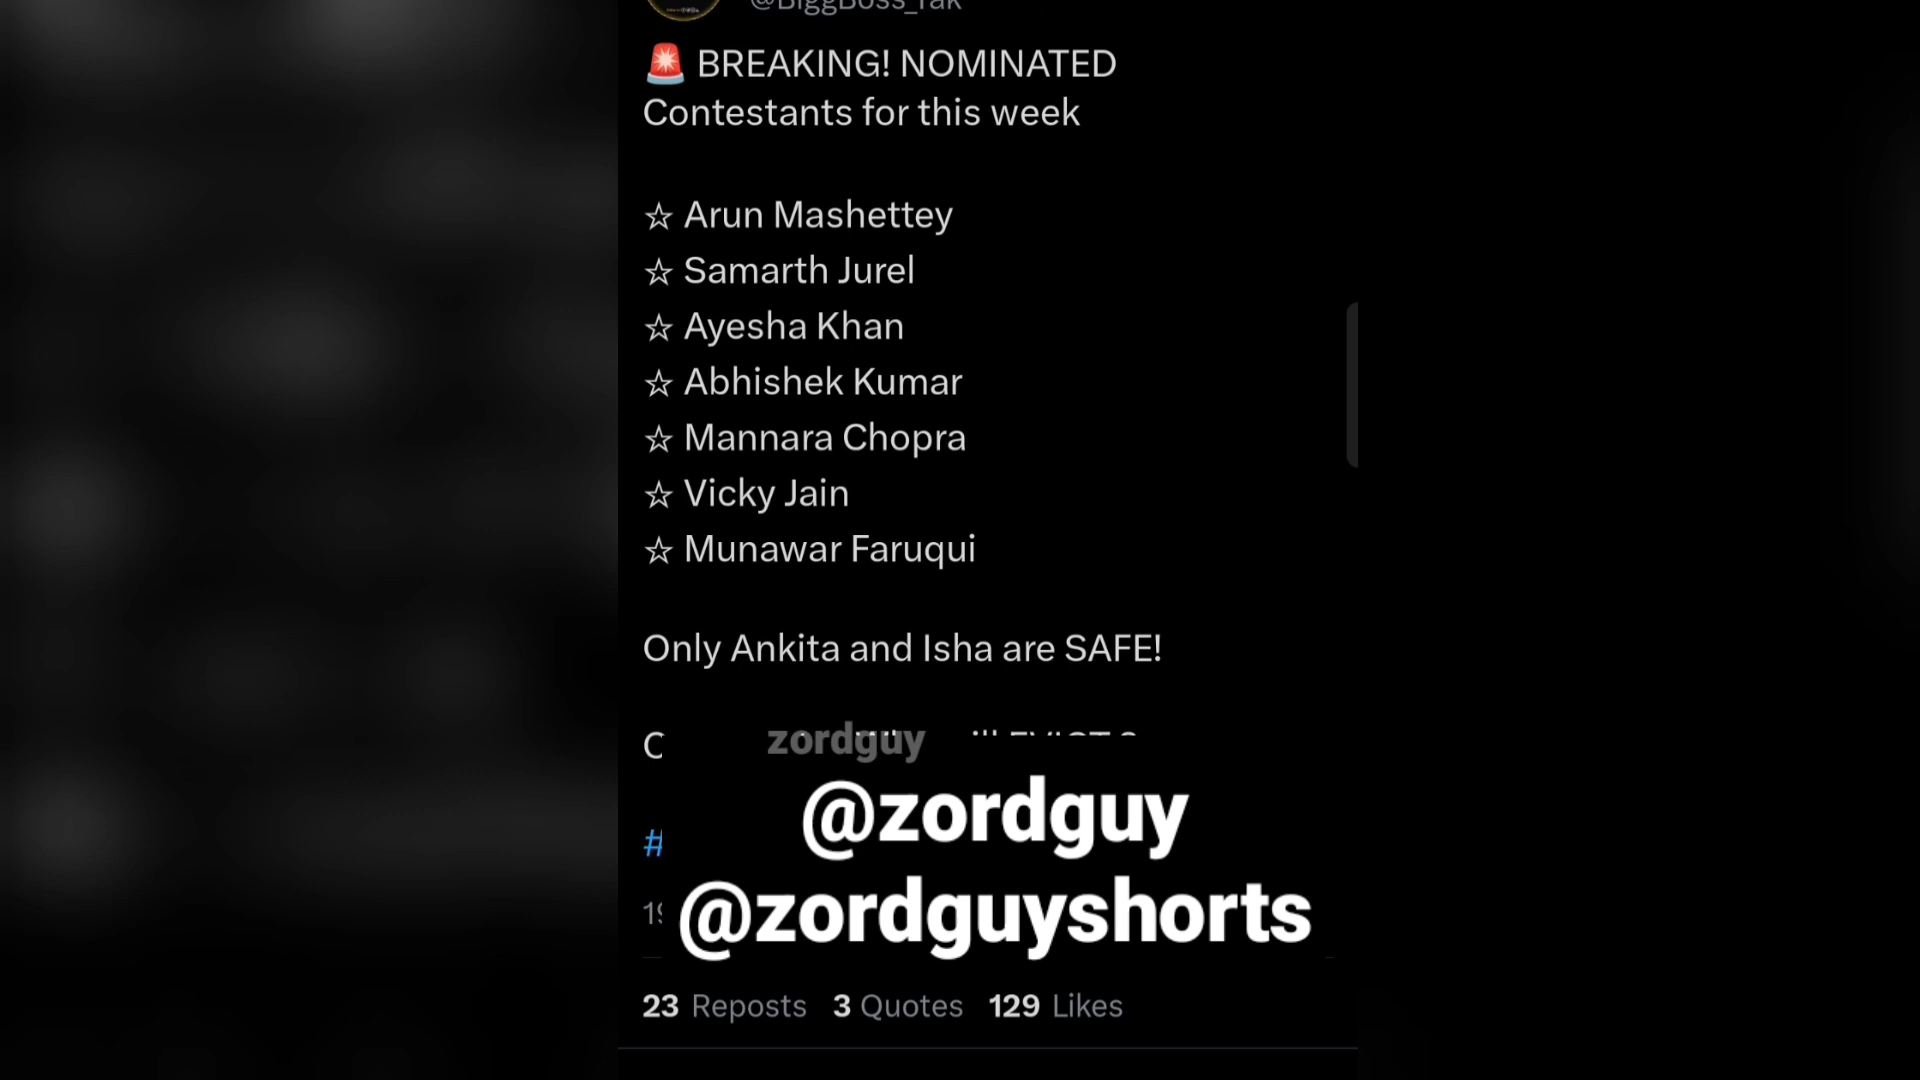 🚨 BREAKING! NOMINATED
Contestants for this week
☆ Arun Mashettey
☆ Samarth Jurel
☆ Ayesha Khan
☆ Abhishek Kumar
☆ Mannara Chopra
☆ Vicky Jain
☆ Munawar Faruqui
Only Ankita and Isha are SAFE!
zordguy
@zordguy
@zordguyshorts
23 Reposts 3 Quotes 129 Likes